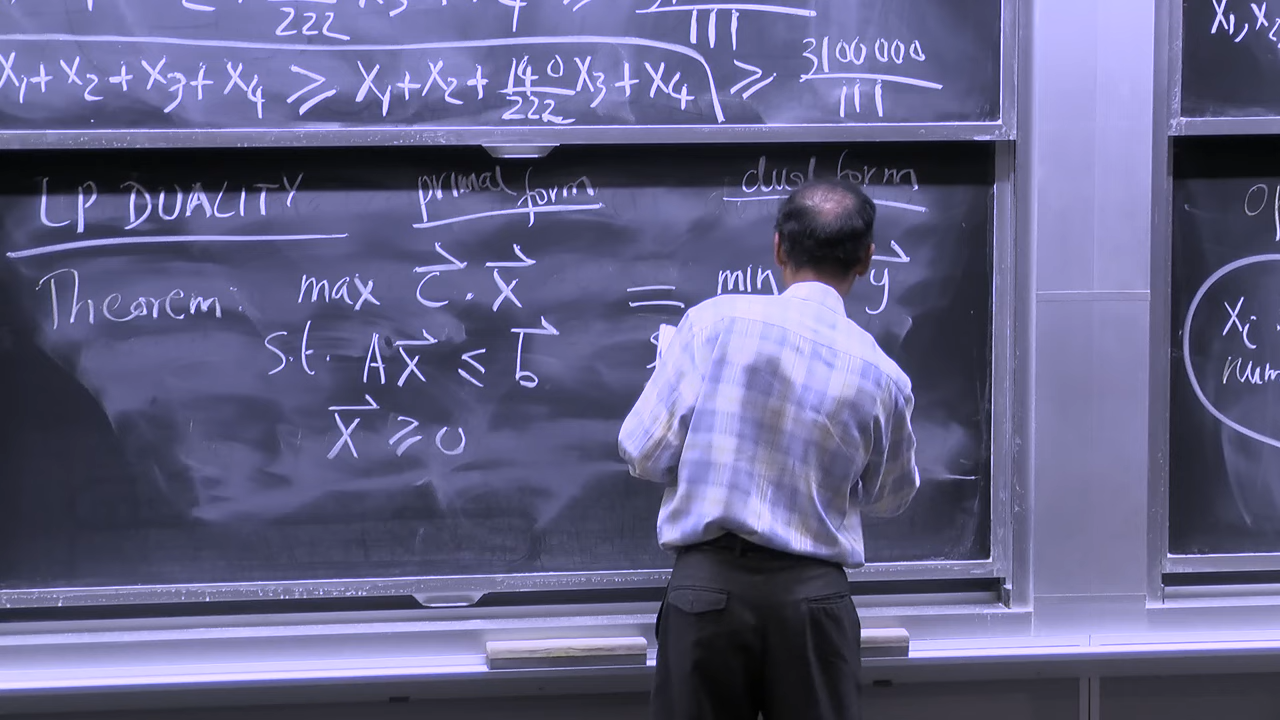 222
111
X₁+X₂+X₃+X₄ ≥ X₁+X₂+140/222 X₃+X₄ ≥ 3100000/111
X₁, X₂
LP DUALITY primal form dual form
Theorem: max c⃗ · x⃗ = min y⃗
s.t. Ax⃗ ≤ b⃗ s
x⃗ ≥ 0
Xᵢ
num